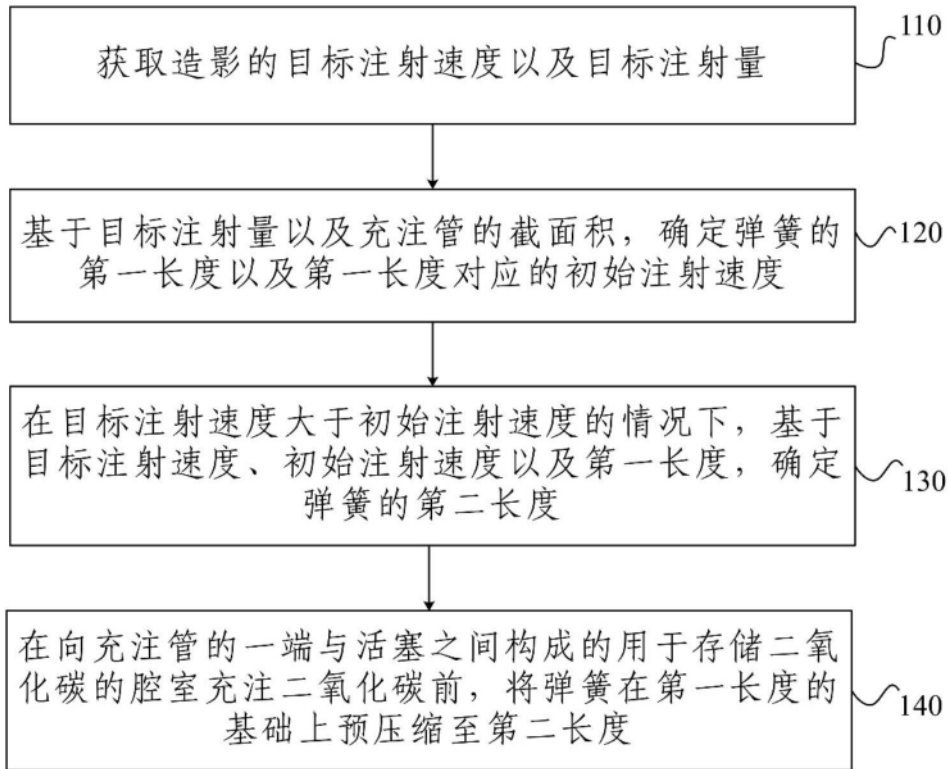 获取造影的目标注射速度以及目标注射量
110
基于目标注射量以及充注管的截面积，确定弹簧的
第一长度以及第一长度对应的初始注射速度
120
在目标注射速度大于初始注射速度的情况下，基于
目标注射速度、初始注射速度以及第一长度，确定
弹簧的第二长度
130
在向充注管的一端与活塞之间构成的用于存储二氧
化碳的腔室充注二氧化碳前，将弹簧在第一长度的
基础上预压缩至第二长度
140